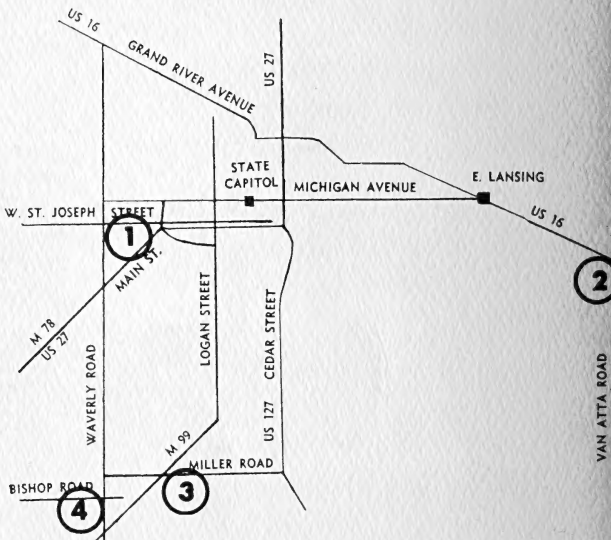 US 16
GRAND RIVER AVENUE
US 27
STATE
CAPITOL
MICHIGAN AVENUE
E. LANSING
US 16
W. ST. JOSEPH STREET
1
2
MAIN ST.
M 78
US 27
WAVERLY ROAD
LOGAN STREET
CEDAR STREET
US 127
VAN ATTA ROAD
M 99
MILLER ROAD
3
BISHOP ROAD
4